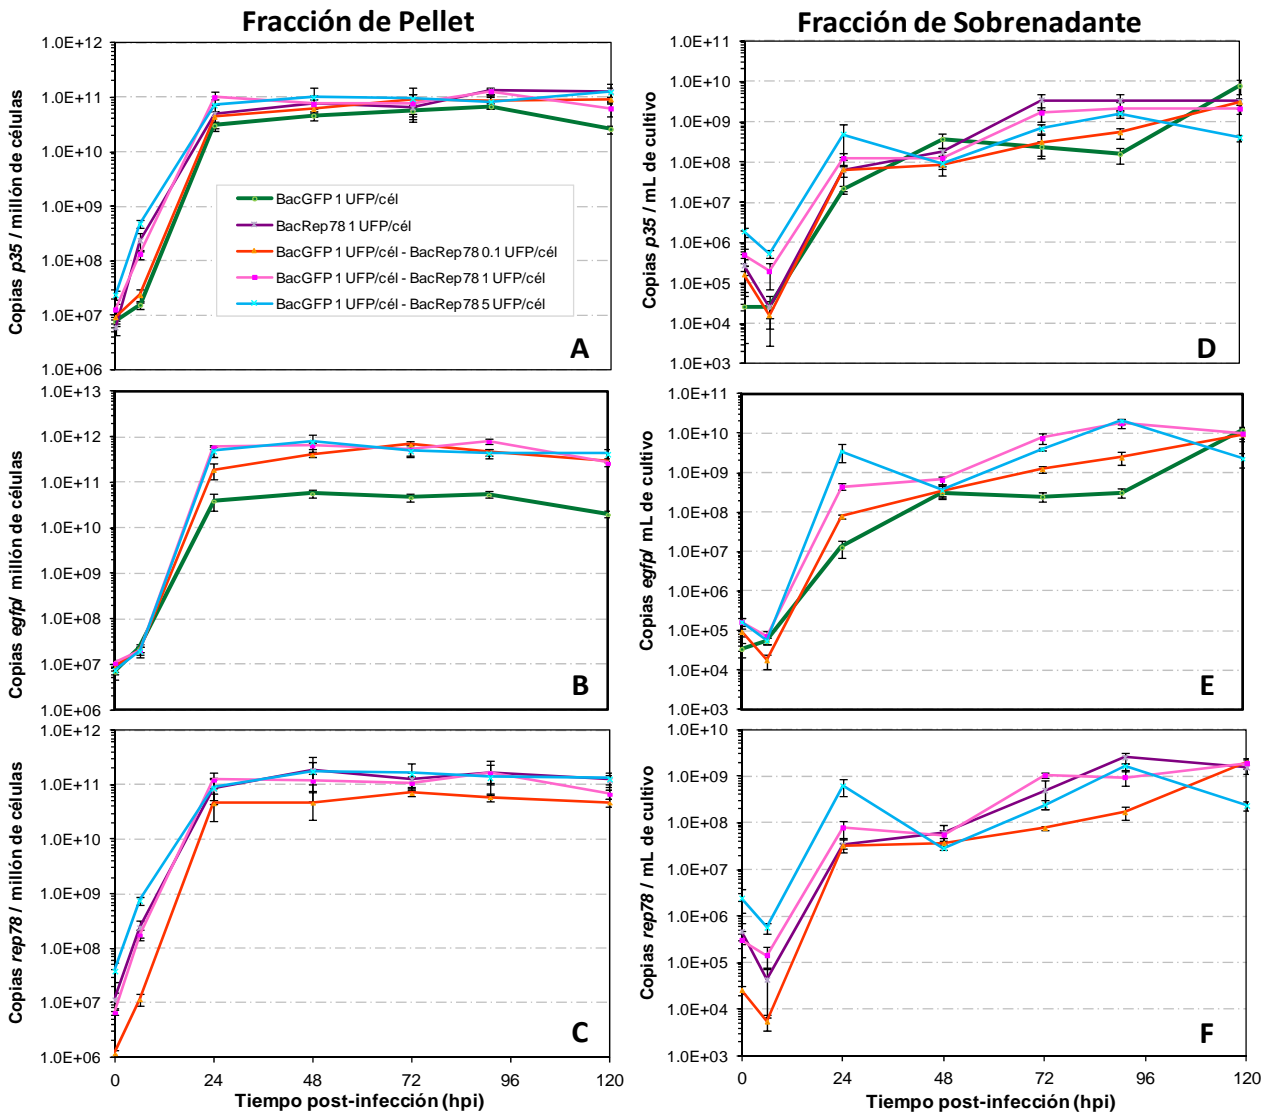 Fracción de Pellet
Fracción de Sobrenadante
Copias p35 / millón de células
1.0E+12
1.0E+11
1.0E+10
1.0E+09
1.0E+08
1.0E+07
1.0E+06
BacGFP 1 UFP/cél
BacRep78 1 UFP/cél
BacGFP 1 UFP/cél - BacRep78 0.1 UFP/cél
BacGFP 1 UFP/cél - BacRep78 1 UFP/cél
BacGFP 1 UFP/cél - BacRep78 5 UFP/cél
A
Copias p35 / mL de cultivo
1.0E+11
1.0E+10
1.0E+09
1.0E+08
1.0E+07
1.0E+06
1.0E+05
1.0E+04
1.0E+03
D
Copias egfp/ millón de células
1.0E+13
1.0E+12
1.0E+11
1.0E+10
1.0E+09
1.0E+08
1.0E+07
1.0E+06
B
Copias egfp/ mL de cultivo
1.0E+11
1.0E+10
1.0E+09
1.0E+08
1.0E+07
1.0E+06
1.0E+05
1.0E+04
1.0E+03
E
Copias rep78 / millón de células
1.0E+12
1.0E+11
1.0E+10
1.0E+09
1.0E+08
1.0E+07
1.0E+06
C
0 24 48 72 96 120
Tiempo post-infección (hpi)
Copias rep78 / mL de cultivo
1.0E+10
1.0E+09
1.0E+08
1.0E+07
1.0E+06
1.0E+05
1.0E+04
1.0E+03
F
0 24 48 72 96 120
Tiempo post-infección (hpi)